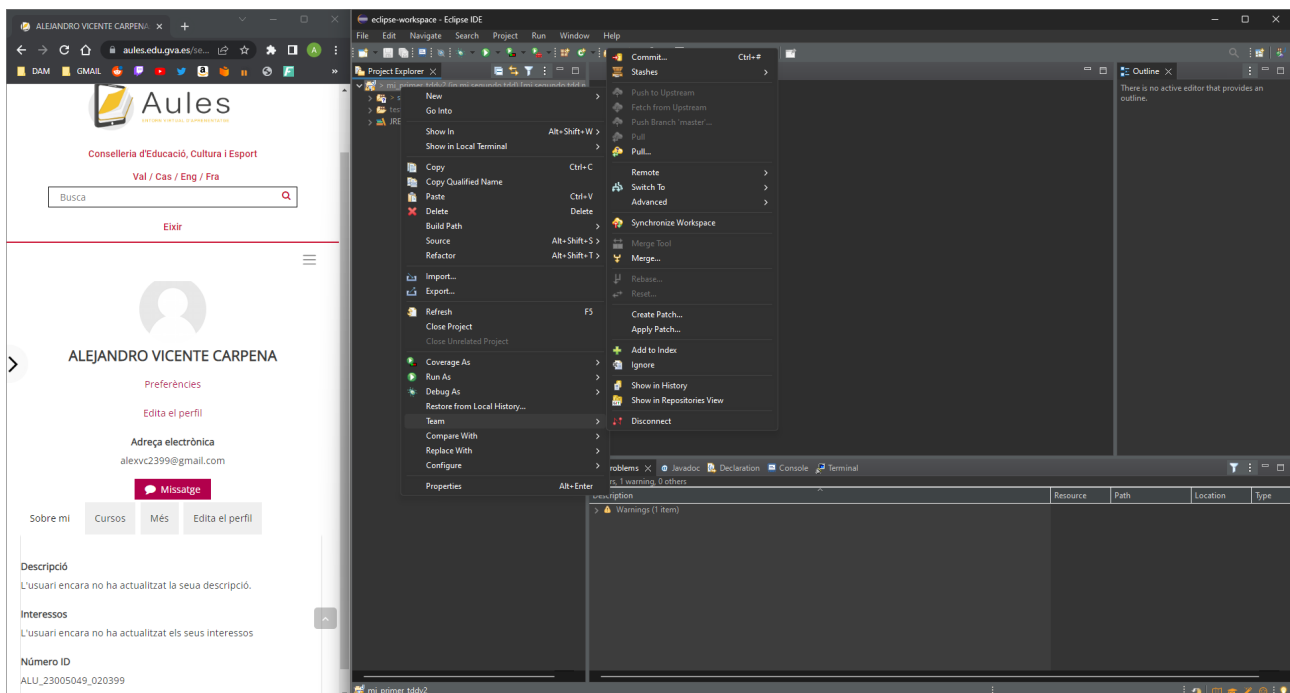 ALEJANDRO VICENTE CARPENA
aules.edu.gva.es/se...
A
DAM
GMAIL
Aules
Conselleria d'Educació, Cultura i Esport
Val / Cas / Eng / Fra
Busca
Eixir
ALEJANDRO VICENTE CARPENA
Preferències
Edita el perfil
Adreça electrònica
alexvc2399@gmail.com
Missatge
Sobre mi Cursos Més Edita el perfil
Descripció
L'usuari encara no ha actualitzat la seua descripció.
Interessos
L'usuari encara no ha actualitzat els seus interessos
Número ID
ALU_23005049_020399
eclipse-workspace - Eclipse IDE
File Edit Navigate Search Project Run Window Help
Project Explorer
JRE
New
Go Into
Show In Alt+Shift+W
Show in Local Terminal
Copy Ctrl+C
Copy Qualified Name
Paste Ctrl+V
Delete Delete
Build Path
Source Alt+Shift+S
Refactor Alt+Shift+T
Import...
Export...
Refresh F5
Close Project
Close Unrelated Project
Coverage As
Run As
Debug As
Restore from Local History...
Team
Compare With
Replace With
Configure
Properties Alt+Enter
Commit... Ctrl+#
Stashes
Push to Upstream
Fetch from Upstream
Push Branch 'master'...
Pull
Pull...
Remote
Switch To
Advanced
Synchronize Workspace
Merge Tool
Merge...
Rebase...
Reset...
Create Patch...
Apply Patch...
Add to Index
Ignore
Show in History
Show in Repositories View
Disconnect
Outline
There is no active editor that provides an
outline.
roblems Javadoc Declaration Console Terminal
rs, 1 warning, 0 others
Description Resource Path Location Type
Warnings (1 item)
mi_primer_tddv2